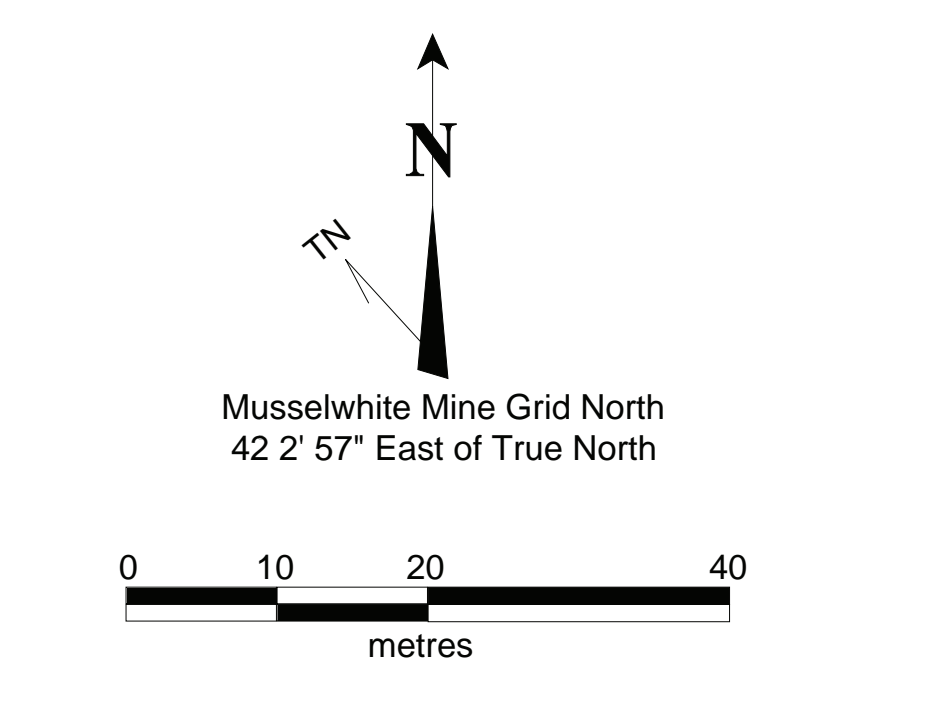 N
TN
Musselwhite Mine Grid North
42 2' 57" East of True North
0 10 20 40
metres